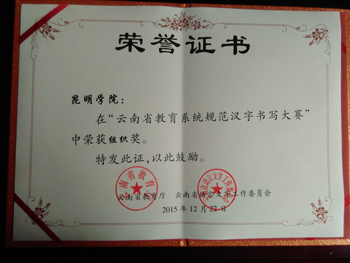 荣誉证书
昆明学院：
在“云南省教育系统规范汉字书写大赛”
中荣获组织奖。
特发此证，以此鼓励。
云南省教育厅 云南省语言文字工作委员会
2015年12月22日